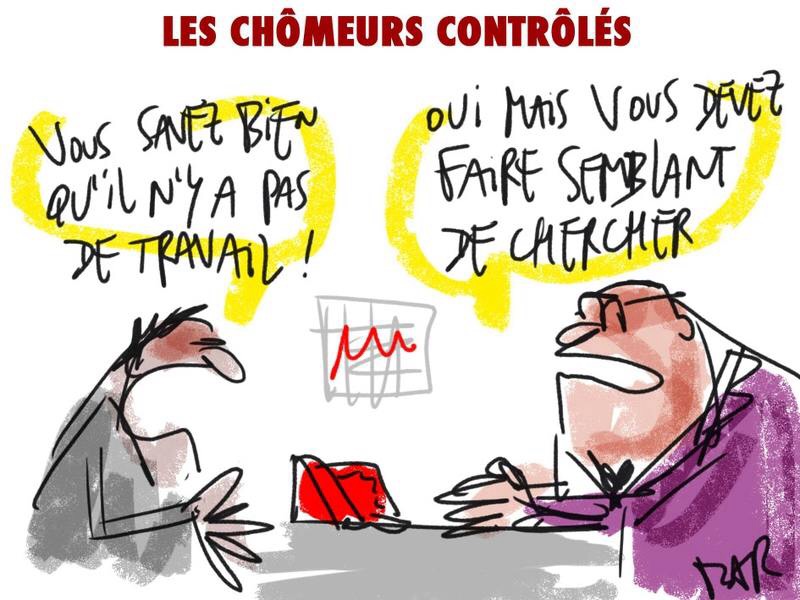 LES CHÔMEURS CONTRÔLÉS
VOUS SAVEZ BIEN
QU'IL N'Y A PAS
DE TRAVAIL !
OUI MAIS VOUS DEVEZ
FAIRE SEMBLANT
DE CHERCHER